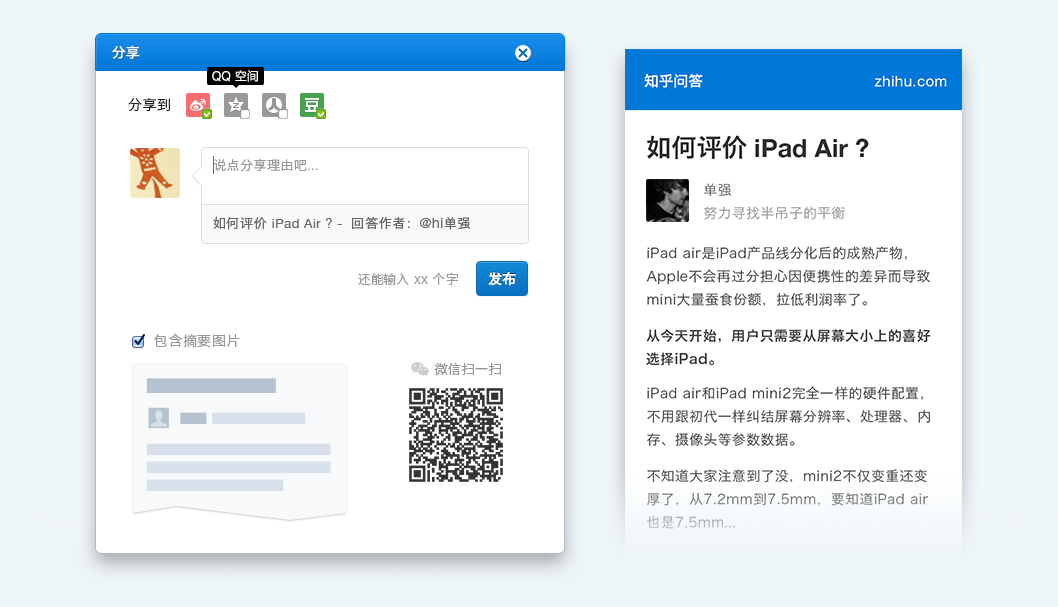 分享
QQ 空间
分享到
豆
说点分享理由吧...
如何评价 iPad Air ? - 回答作者：@hi单强
还能输入 xx 个字
发布
包含摘要图片
微信扫一扫
知乎问答
zhihu.com
如何评价 iPad Air ?
单强
努力寻找半吊子的平衡
iPad air是iPad产品线分化后的成熟产物，
Apple不会再过分担心因便携性的差异而导致
mini大量蚕食份额，拉低利润率了。
从今天开始，用户只需要从屏幕大小上的喜好
选择iPad。
iPad air和iPad mini2完全一样的硬件配置，
不用跟初代一样纠结屏幕分辨率、处理器、内
存、摄像头等参数数据。
不知道大家注意到了没，mini2不仅变重还变
厚了，从7.2mm到7.5mm，要知道iPad air
也是7.5mm...